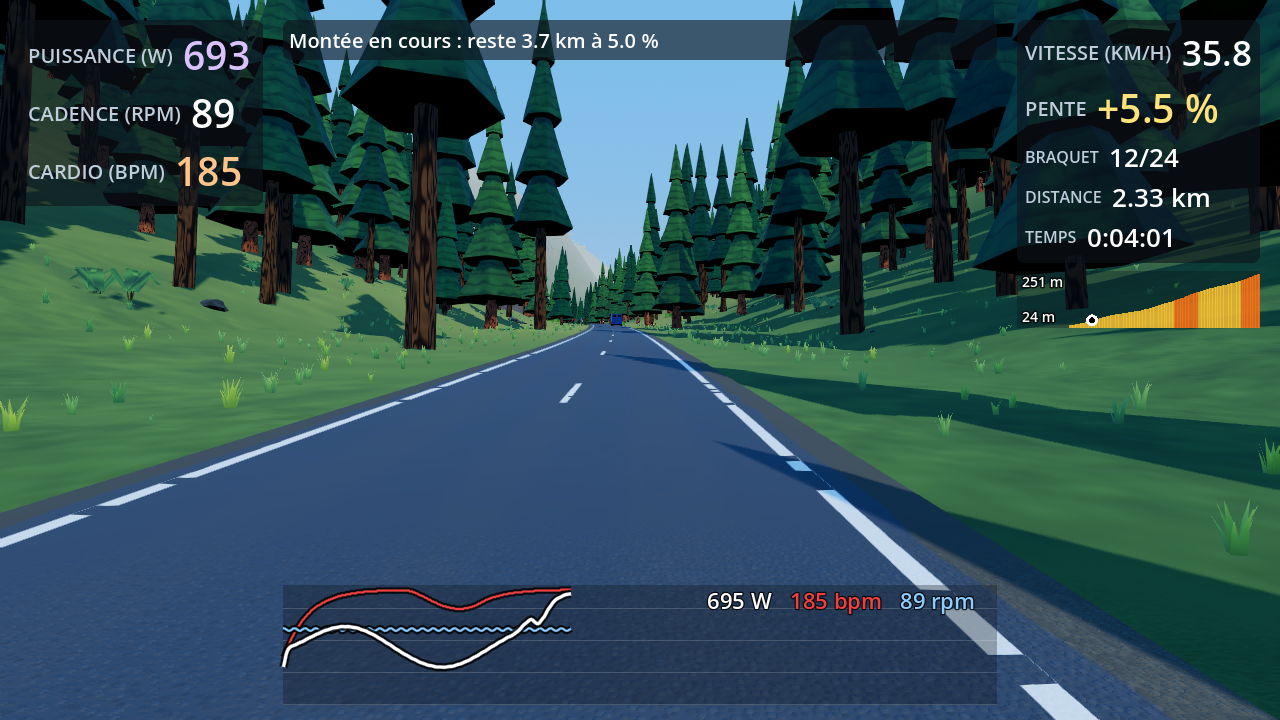 PUISSANCE (W) 693
CADENCE (RPM) 89
CARDIO (BPM) 185
Montée en cours : reste 3.7 km à 5.0 %
VITESSE (KM/H) 35.8
PENTE +5.5 %
BRAQUET 12/24
DISTANCE 2.33 km
TEMPS 0:04:01
251 m
24 m
695 W 185 bpm 89 rpm